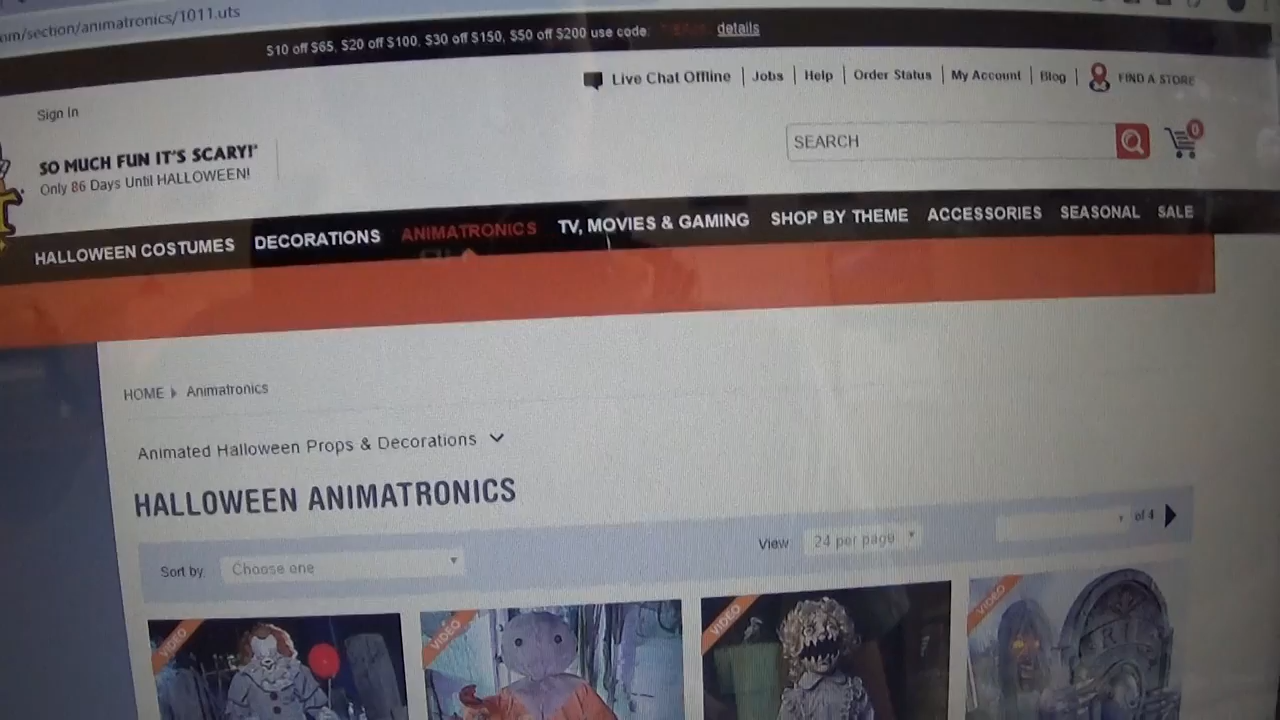 om/section/animatronics/1011.uts
$10 off $65, $20 off $100, $30 off $150, $50 off $200 use code: details
Live Chat Offline Jobs Help Order Status My Account Blog FIND A STORE
Sign In
SO MUCH FUN IT'S SCARY!
Only 86 Days Until HALLOWEEN!
SEARCH
0
HALLOWEEN COSTUMES DECORATIONS ANIMATRONICS TV, MOVIES & GAMING SHOP BY THEME ACCESSORIES SEASONAL SALE
HOME Animatronics
Animated Halloween Props & Decorations
HALLOWEEN ANIMATRONICS
Sort by: Choose one View 24 per page of 4
VIDEO VIDEO VIDEO VIDEO
RIP